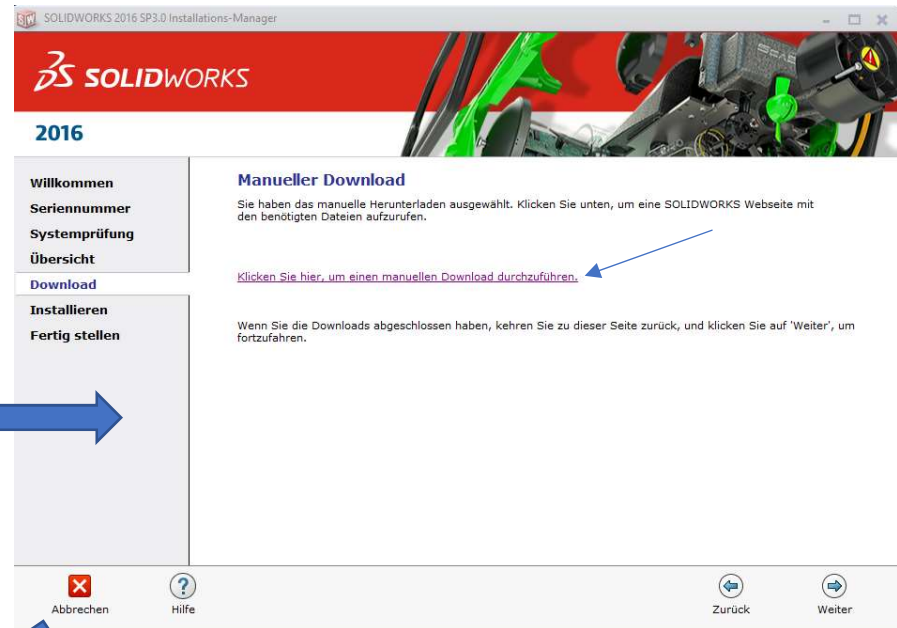 SOLIDWORKS 2016 SP3.0 Installations-Manager
SOLIDWORKS
2016
Willkommen
Seriennummer
Systemprüfung
Übersicht
Download
Installieren
Fertig stellen
Manueller Download
Sie haben das manuelle Herunterladen ausgewählt. Klicken Sie unten, um eine SOLIDWORKS Webseite mit
den benötigten Dateien aufzurufen.
Klicken Sie hier, um einen manuellen Download durchzuführen.
Wenn Sie die Downloads abgeschlossen haben, kehren Sie zu dieser Seite zurück, und klicken Sie auf 'Weiter', um
fortzufahren.
Abbrechen
Hilfe
Zurück
Weiter